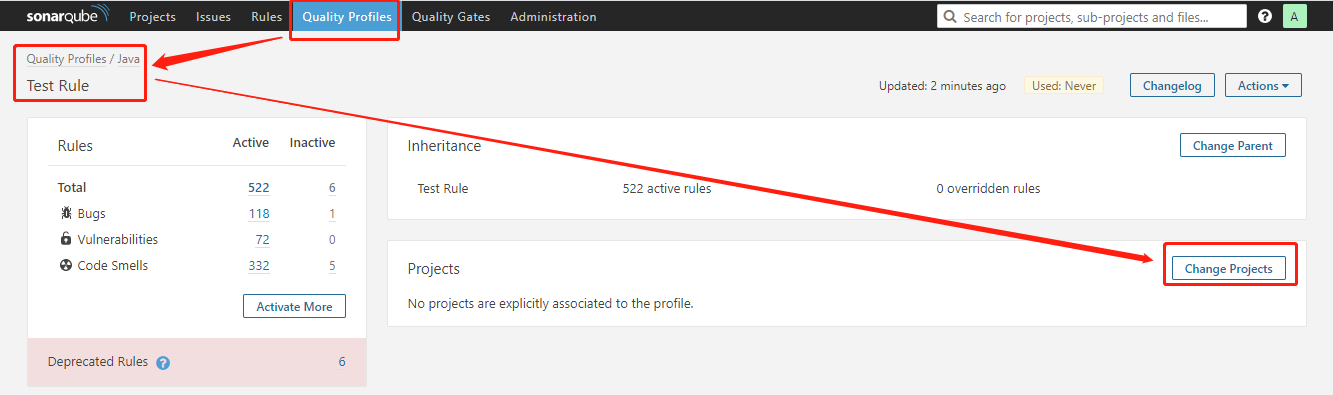 sonarqube Projects Issues Rules Quality Profiles Quality Gates Administration Search for projects, sub-projects and files... ? A
Quality Profiles / Java
Test Rule
Updated: 2 minutes ago Used: Never Changelog Actions
Rules Active Inactive
Total 522 6
Bugs 118 1
Vulnerabilities 72 0
Code Smells 332 5
Activate More
Deprecated Rules ? 6
Inheritance Change Parent
Test Rule 522 active rules 0 overridden rules
Projects Change Projects
No projects are explicitly associated to the profile.